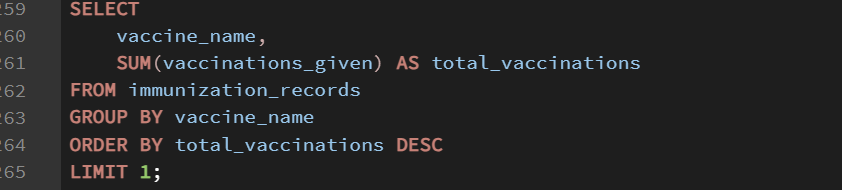 259 SELECT
260     vaccine_name,
261     SUM(vaccinations_given) AS total_vaccinations
262 FROM immunization_records
263 GROUP BY vaccine_name
264 ORDER BY total_vaccinations DESC
265 LIMIT 1;